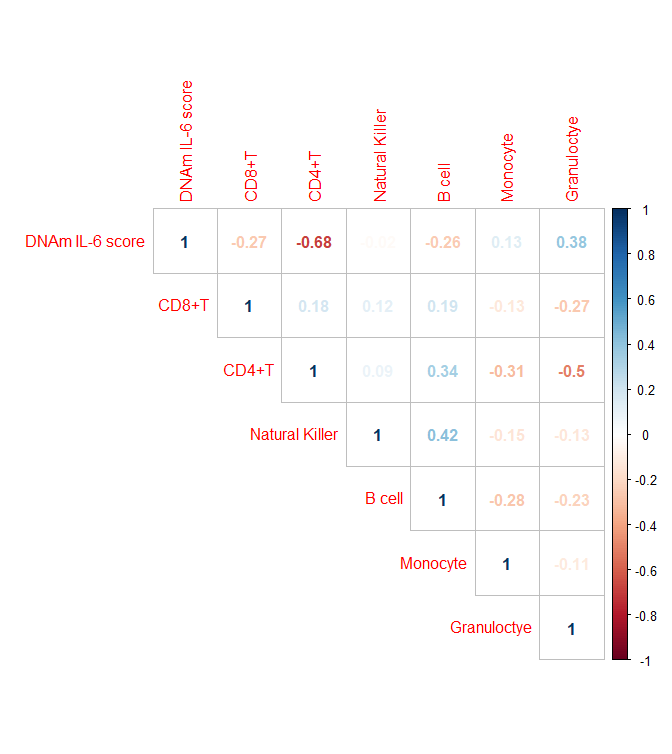 DNAm IL-6 score
CD8+T
CD4+T
Natural Killer
B cell
Monocyte
Granuloctye
DNAm IL-6 score 1 -0.27 -0.68 -0.26 0.13 0.38
CD8+T 1 0.18 0.12 0.19 -0.13 -0.27
CD4+T 1 0.09 0.34 -0.31 -0.5
Natural Killer 1 0.42 -0.15 -0.13
B cell 1 -0.28 -0.23
Monocyte 1 -0.11
Granuloctye 1
1
0.8
0.6
0.4
0.2
0
-0.2
-0.4
-0.6
-0.8
-1